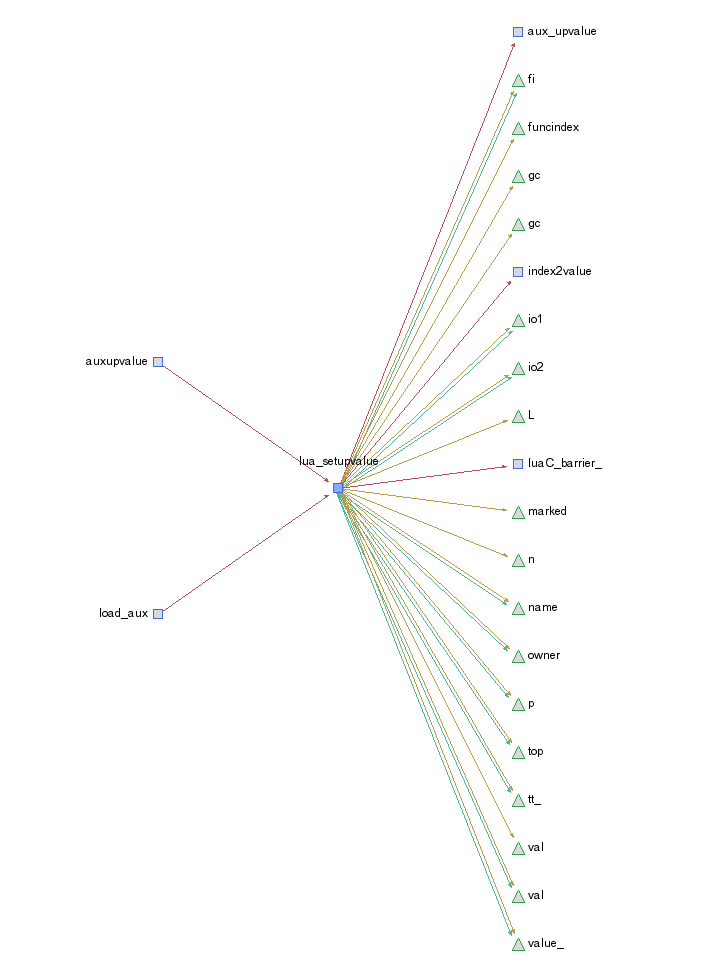 aux_upvalue
fi
funcindex
gc
gc
index2value
io1
auxupvalue
io2
L
lua_setupvalue
luaC_barrier_
marked
n
name
load_aux
owner
p
top
tt_
val
val
value_